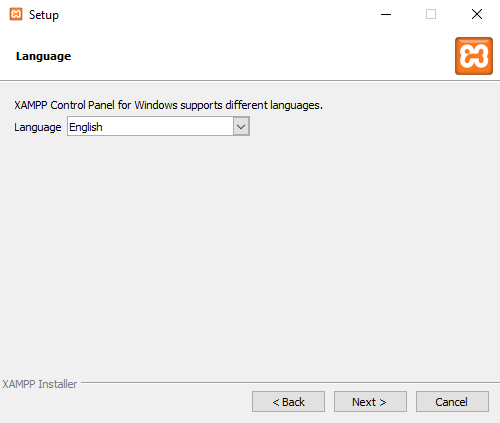 Setup
Language
XAMPP Control Panel for Windows supports different languages.
Language English
XAMPP Installer
< Back Next > Cancel